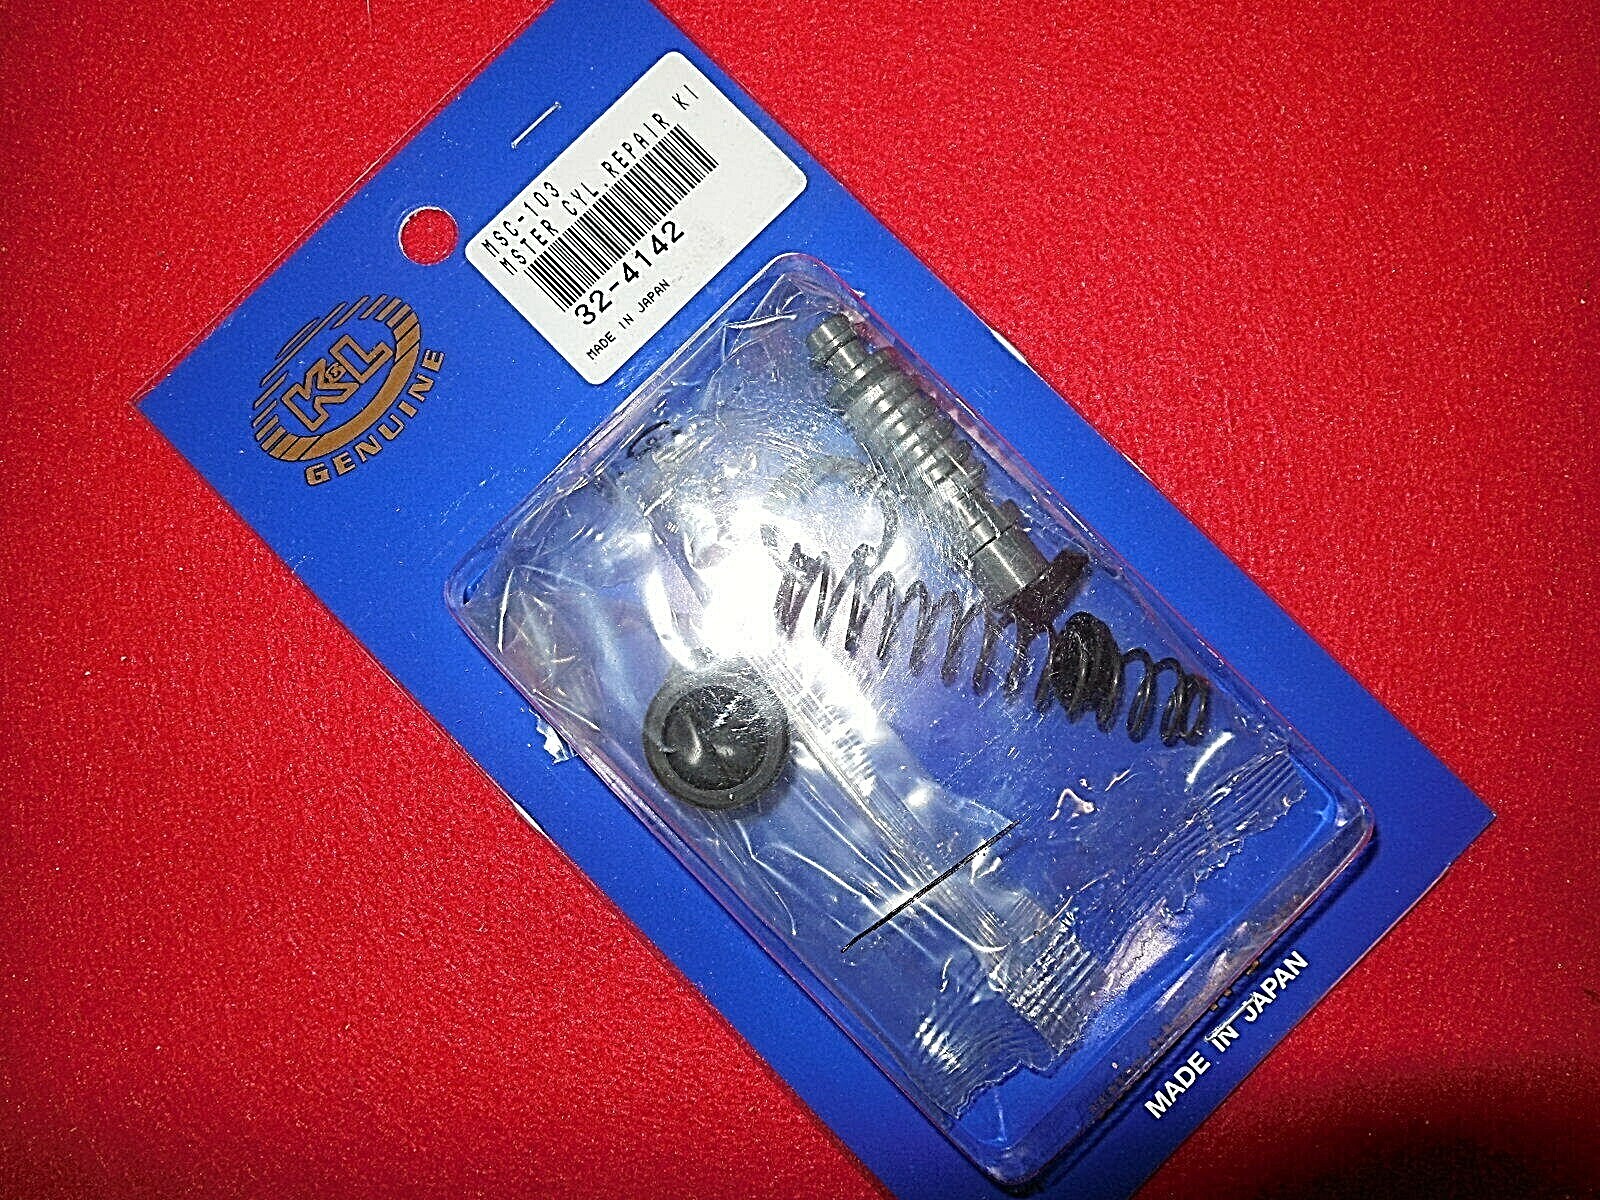 MSC-103
MSTER CYL.REPAIR KI
32-4142
MADE IN JAPAN
K&L
GENUINE
MADE IN JAPAN